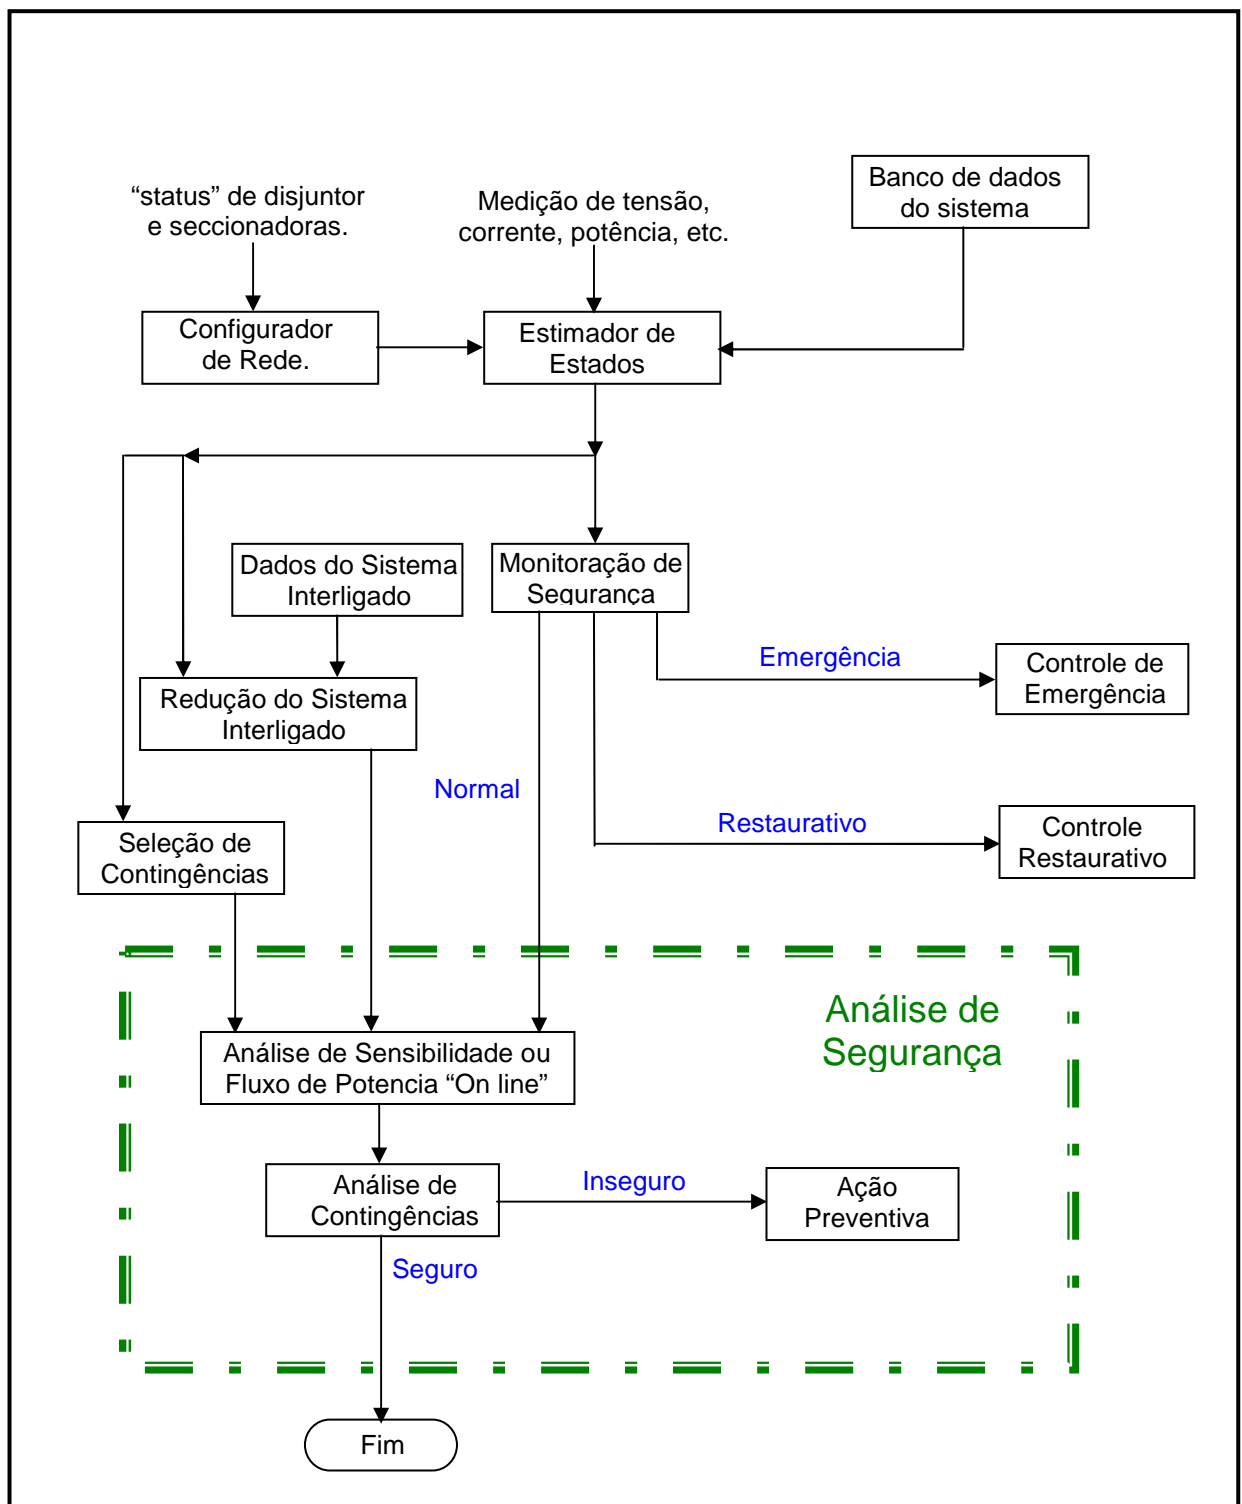 “status” de disjuntor
e seccionadoras.
Medição de tensão,
corrente, potência, etc.
Banco de dados
do sistema
Configurador
de Rede.
Estimador de
Estados
Dados do Sistema
Interligado
Monitoração de
Segurança
Emergência
Controle de
Emergência
Redução do Sistema
Interligado
Normal
Restaurativo
Controle
Restaurativo
Seleção de
Contingências
Análise de
Segurança
Análise de Sensibilidade ou
Fluxo de Potencia “On line”
Análise de
Contingências
Inseguro
Ação
Preventiva
Seguro
Fim